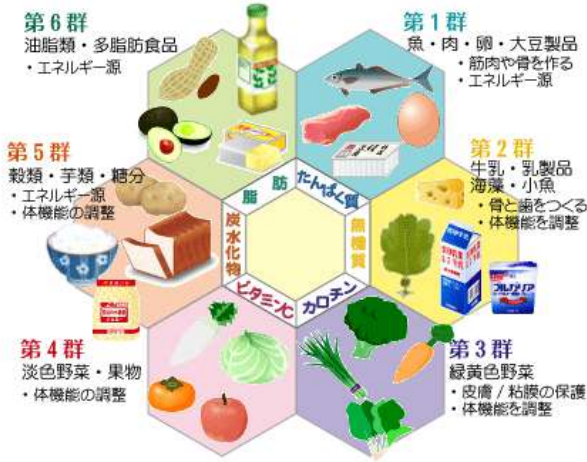 第6群
油脂類・多脂肪食品
・エネルギー源
第1群
魚・肉・卵・大豆製品
・筋肉や骨を作る
・エネルギー源
第5群
穀類・芋類・糖分
・エネルギー源
・体機能の調整
第2群
牛乳・乳製品
海藻・小魚
・骨と歯をつくる
・体機能を調整
脂肪
たんぱく質
炭水化物
無機質
ビタミンC
カロチン
第4群
淡色野菜・果物
・体機能の調整
第3群
緑黄色野菜
・皮膚/粘膜の保護
・体機能を調整
ブルガリア